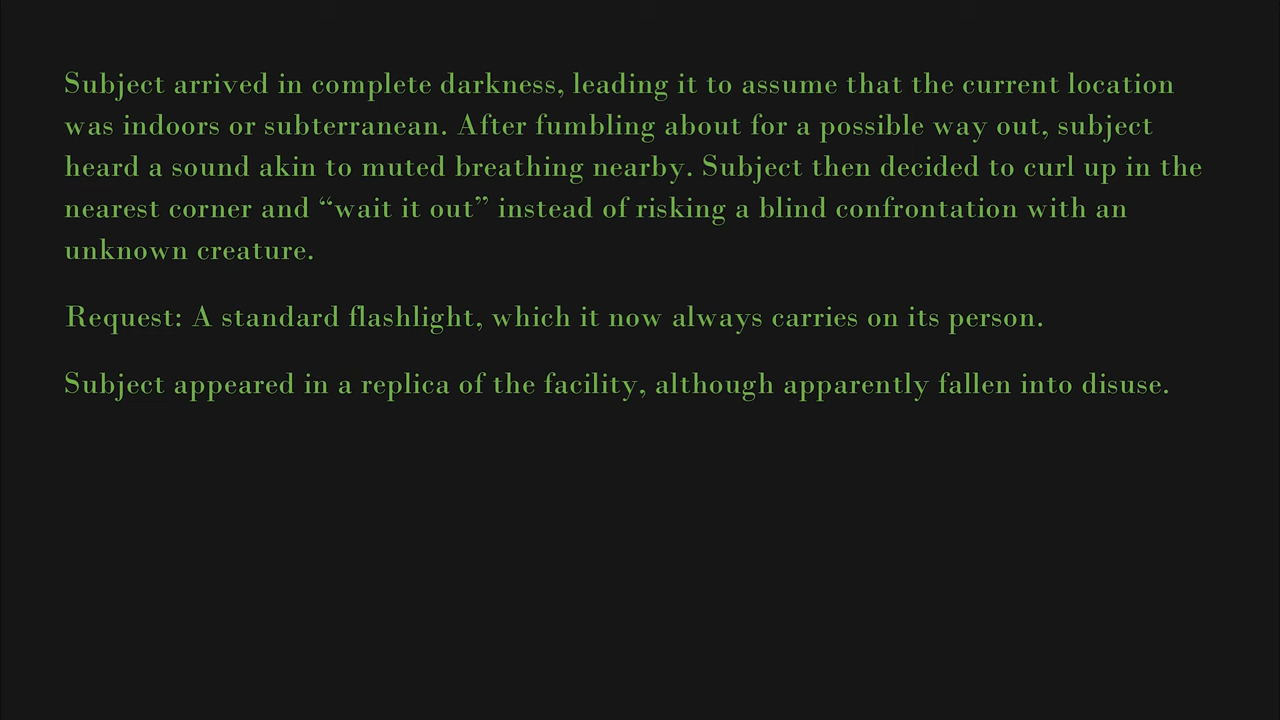 Subject arrived in complete darkness, leading it to assume that the current location
was indoors or subterranean. After fumbling about for a possible way out, subject
heard a sound akin to muted breathing nearby. Subject then decided to curl up in the
nearest corner and “wait it out” instead of risking a blind confrontation with an
unknown creature.
Request: A standard flashlight, which it now always carries on its person.
Subject appeared in a replica of the facility, although apparently fallen into disuse.